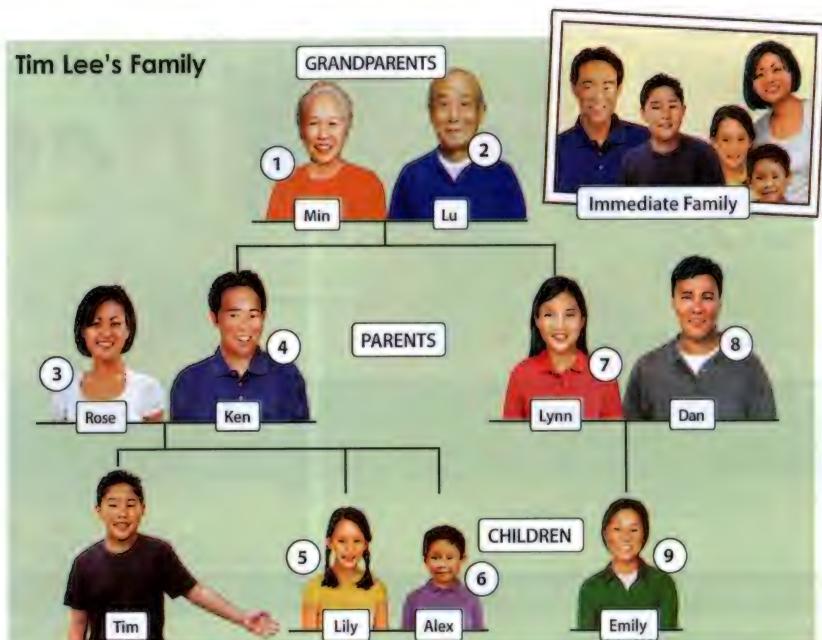 Tim Lee's Family
GRANDPARENTS
1
2
Min
Lu
Immediate Family
3
4
PARENTS
7
8
Rose
Ken
Lynn
Dan
5
6
CHILDREN
9
Tim
Lily
Alex
Emily